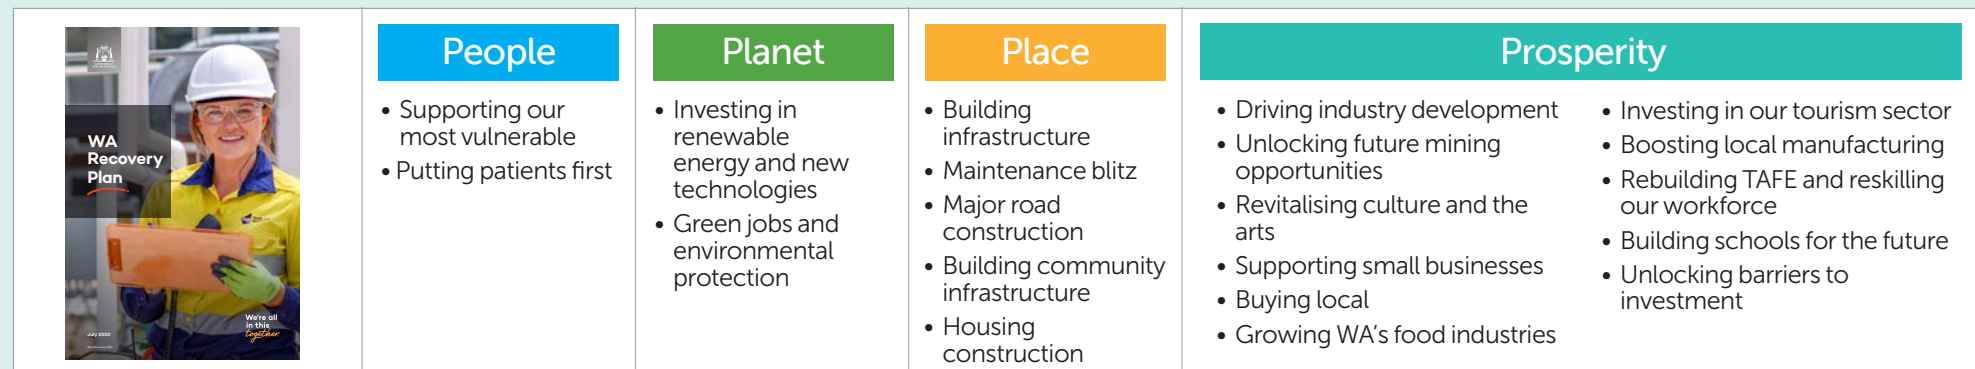 WA
Recovery
Plan
July 2020
We're all
in this
together
People
• Supporting our
most vulnerable
• Putting patients first
Planet
• Investing in
renewable
energy and new
technologies
• Green jobs and
environmental
protection
Place
• Building
infrastructure
• Maintenance blitz
• Major road
construction
• Building community
infrastructure
• Housing
construction
Prosperity
• Driving industry development
• Unlocking future mining
opportunities
• Revitalising culture and the
arts
• Supporting small businesses
• Buying local
• Growing WA's food industries
• Investing in our tourism sector
• Boosting local manufacturing
• Rebuilding TAFE and reskilling
our workforce
• Building schools for the future
• Unlocking barriers to
investment